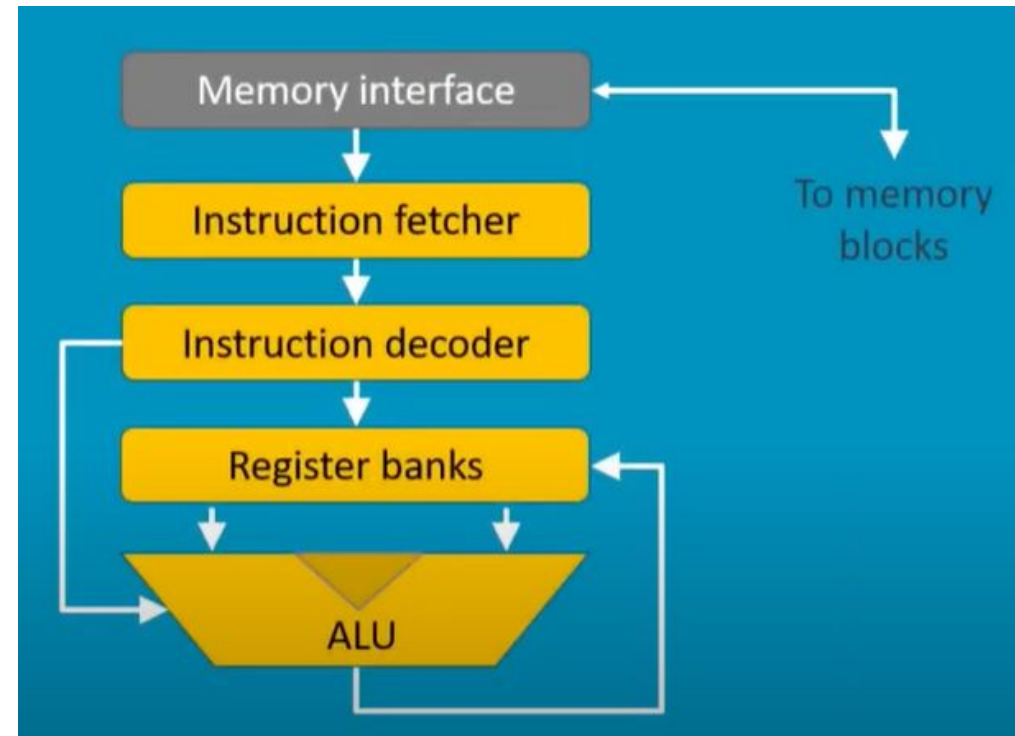 Memory interface
Instruction fetcher
To memory
blocks
Instruction decoder
Register banks
ALU